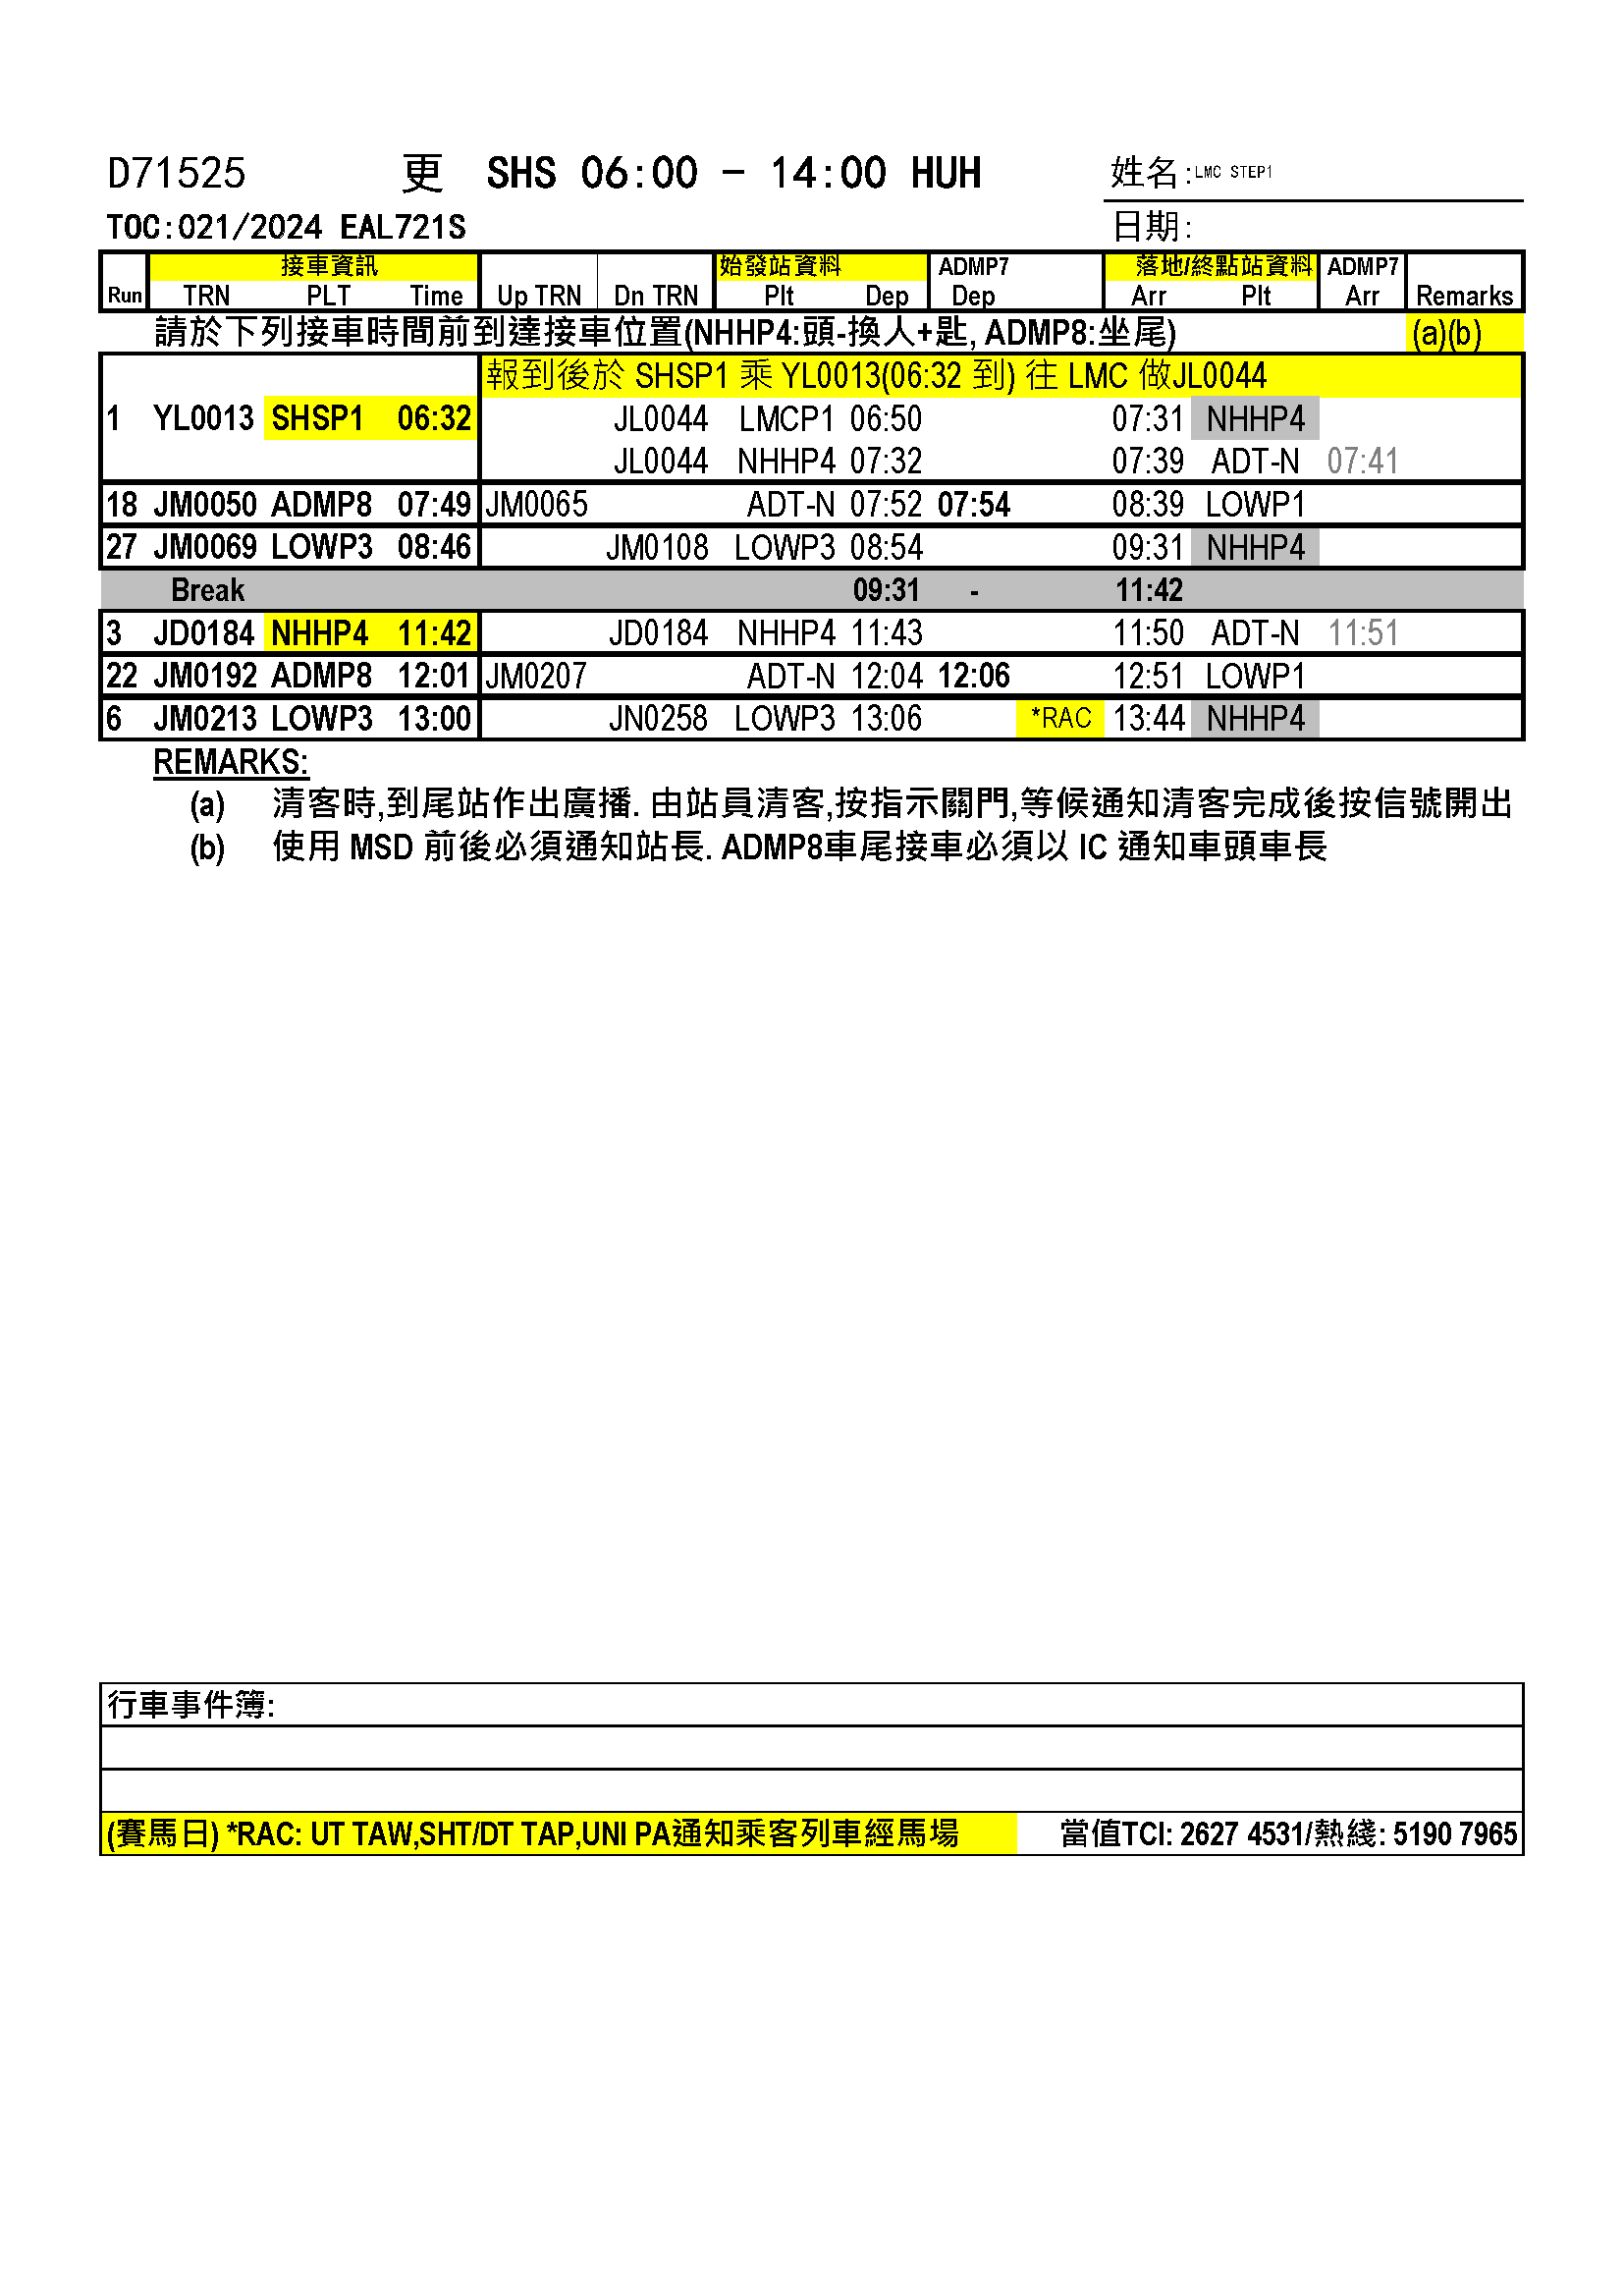 D71525 更 SHS 06:00 - 14:00 HUH 姓名:LMC STEP1
TOC:021/2024 EAL721S 日期:
接車資訊 始發站資料 ADMP7 落地/終點站資料 ADMP7
Run TRN PLT Time Up TRN Dn TRN Plt Dep Dep Arr Plt Arr Remarks
請於下列接車時間前到達接車位置(NHHP4:頭-換人+匙, ADMP8:坐尾) (a)(b)
報到後於 SHSP1 乘 YL0013(06:32 到) 往 LMC 做JL0044
1 YL0013 SHSP1 06:32 JL0044 LMCP1 06:50 07:31 NHHP4
JL0044 NHHP4 07:32 07:39 ADT-N 07:41
18 JM0050 ADMP8 07:49 JM0065 ADT-N 07:52 07:54 08:39 LOWP1
27 JM0069 LOWP3 08:46 JM0108 LOWP3 08:54 09:31 NHHP4
Break 09:31 - 11:42
3 JD0184 NHHP4 11:42 JD0184 NHHP4 11:43 11:50 ADT-N 11:51
22 JM0192 ADMP8 12:01 JM0207 ADT-N 12:04 12:06 12:51 LOWP1
6 JM0213 LOWP3 13:00 JN0258 LOWP3 13:06 *RAC 13:44 NHHP4
REMARKS:
(a) 清客時,到尾站作出廣播. 由站員清客,按指示關門,等候通知清客完成後按信號開出
(b) 使用 MSD 前後必須通知站長. ADMP8車尾接車必須以 IC 通知車頭車長
行車事件簿:
(賽馬日) *RAC: UT TAW,SHT/DT TAP,UNI PA通知乘客列車經馬場 當值TCI: 2627 4531/熱綫: 5190 7965